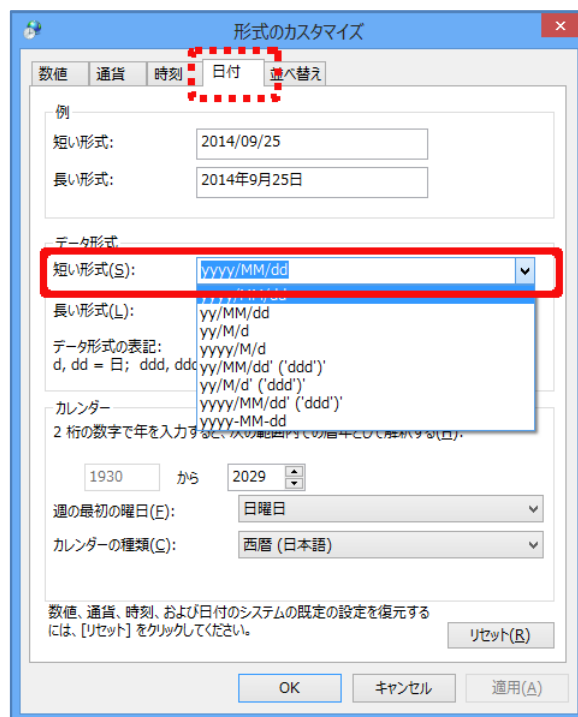 形式のカスタマイズ
数値 通貨 時刻 日付 並べ替え
例
短い形式: 2014/09/25
長い形式: 2014年9月25日
データ形式
短い形式(S): yyyy/MM/dd
yyyy/MM/dd
長い形式(L):
yy/MM/dd
yy/M/d
データ形式の表記:
yyyy/M/d
d, dd = 日; ddd, ddd
yy/MM/dd' ('ddd')'
yy/M/d' ('ddd')'
yyyy/MM/dd' ('ddd')'
yyyy-MM-dd
カレンダー
2 桁の数字で年を入力すると、次の範囲内での暦年として解釈する(H):
1930 から 2029
週の最初の曜日(F): 日曜日
カレンダーの種類(C): 西暦 (日本語)
数値、通貨、時刻、および日付のシステムの既定の設定を復元する
には、[リセット] をクリックしてください。
リセット(R)
OK キャンセル 適用(A)